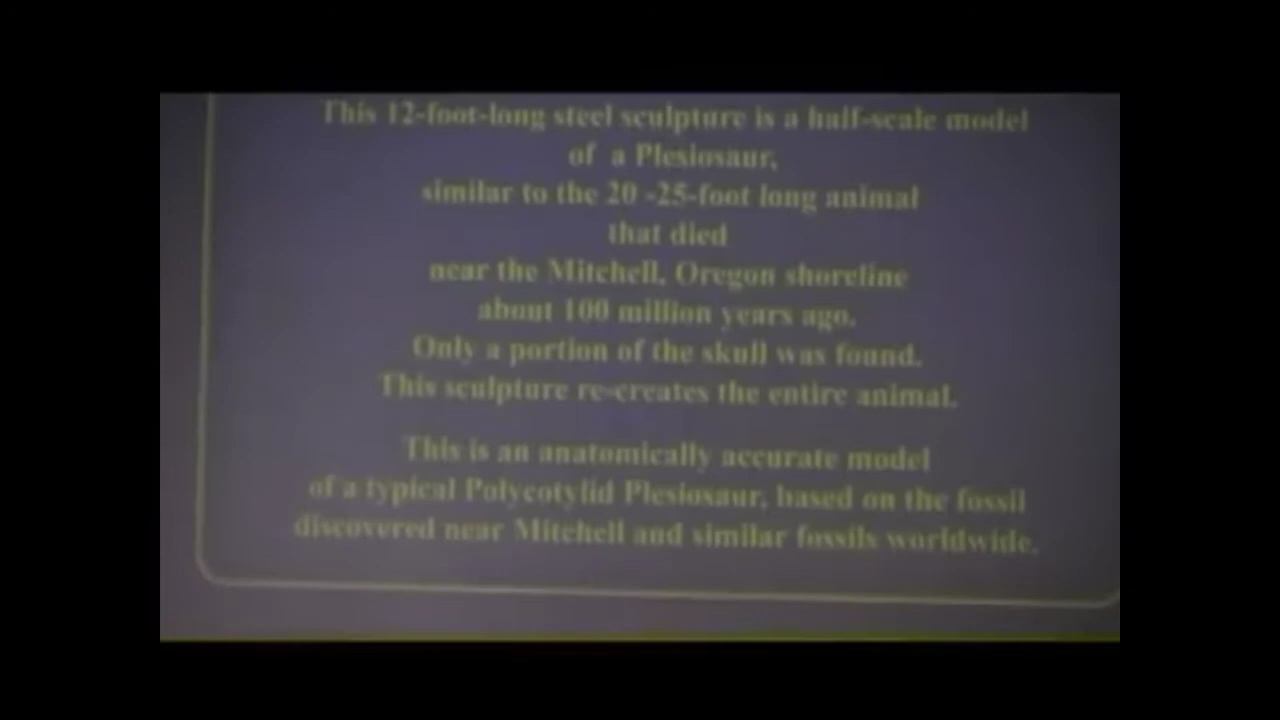 This 12-foot-long steel sculpture is a half-scale model
of a Plesiosaur,
similar to the 20 -25-foot long animal
that died
near the Mitchell, Oregon shoreline
about 100 million years ago.
Only a portion of the skull was found.
This sculpture re-creates the entire animal.
This is an anatomically accurate model
of a typical Polycotylid Plesiosaur, based on the fossil
discovered near Mitchell and similar fossils worldwide.